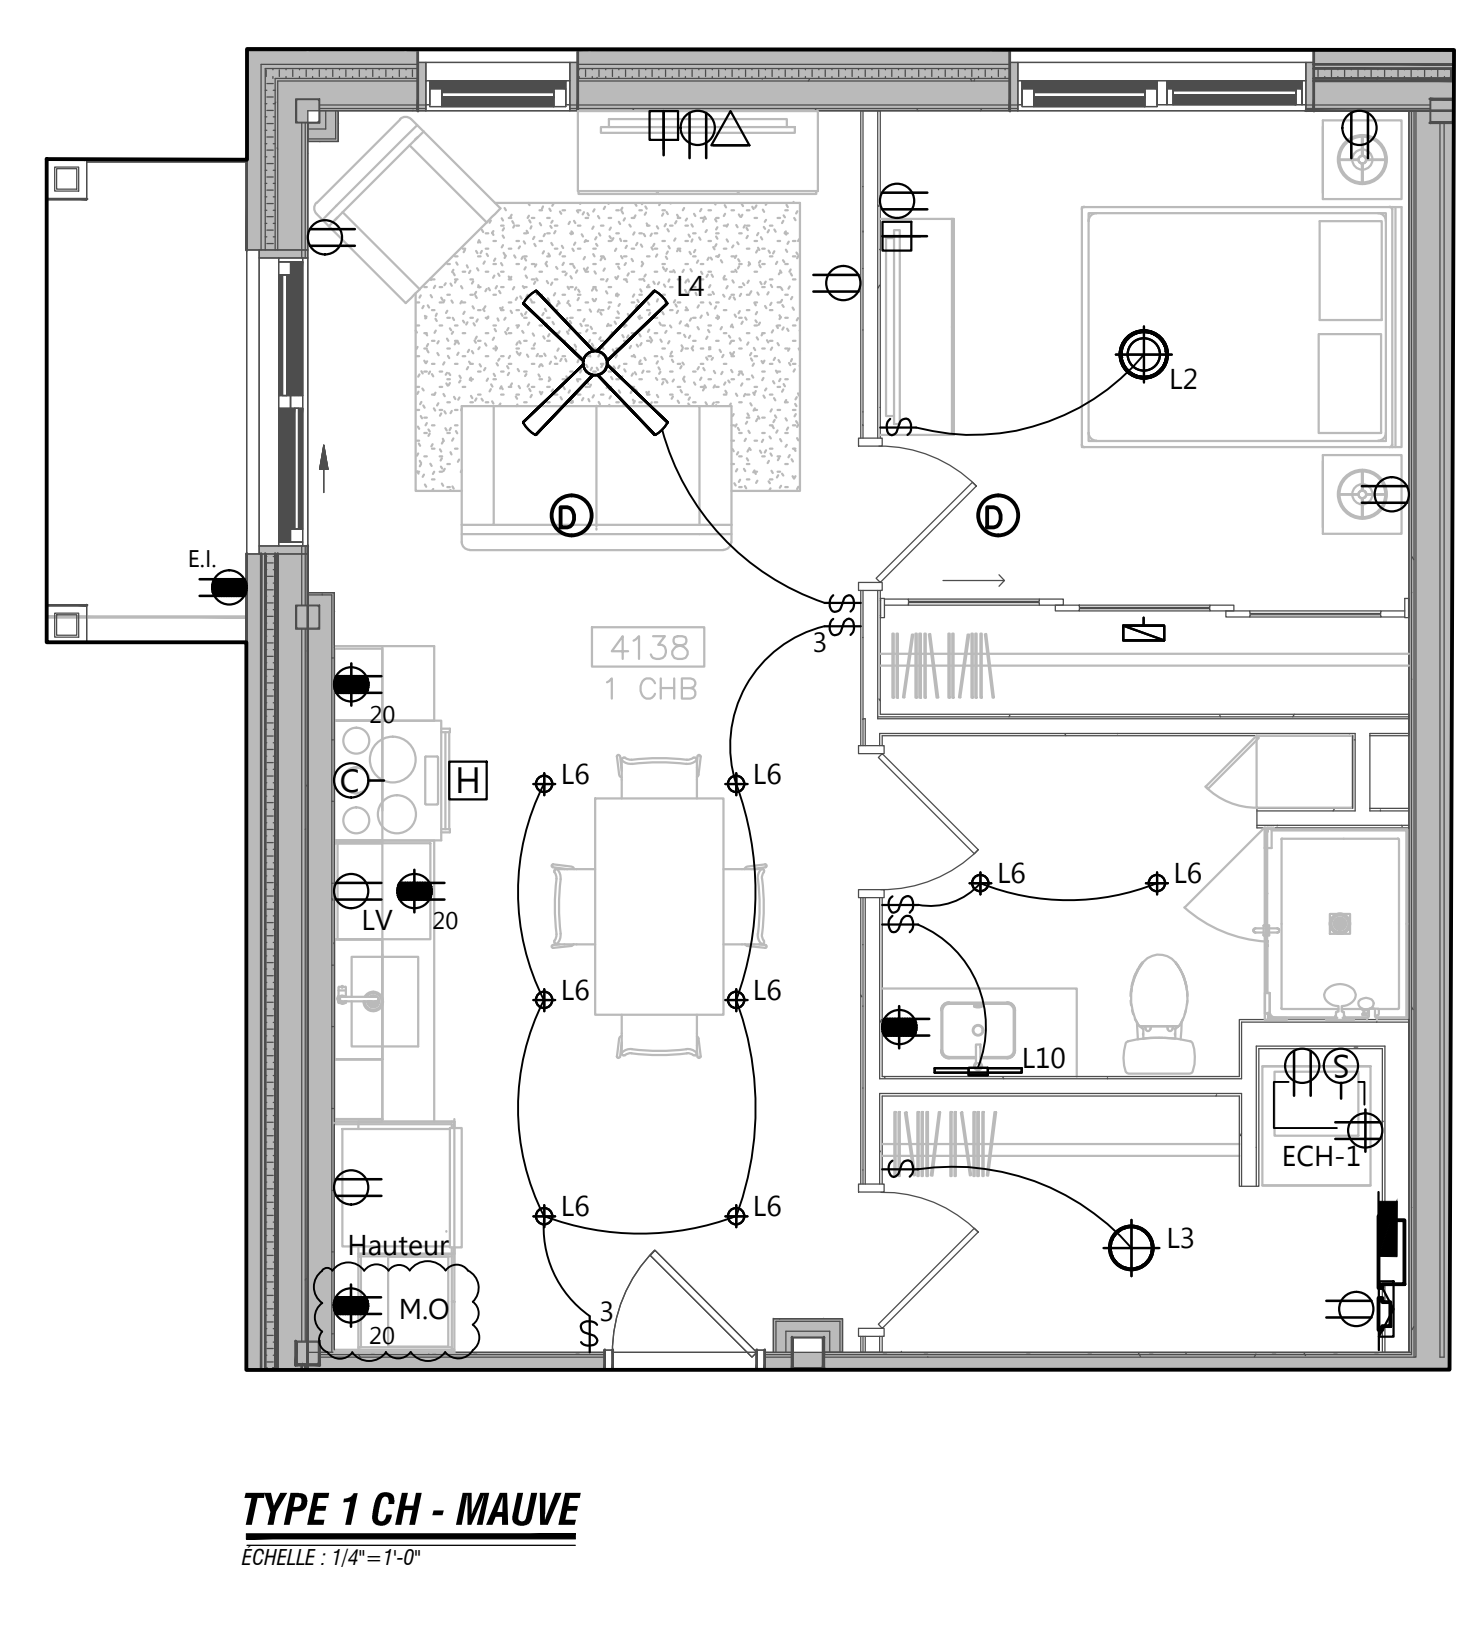 L4
L2
D
D
E.I.
3
4138
1 CHB
20
C
H
L6
L6
L6
L6
LV
20
L6
L6
L10
S
ECH-1
L6
L6
L3
Hauteur
M.O
20
3
TYPE 1 CH - MAUVE
ÉCHELLE : 1/4"=1'-0"